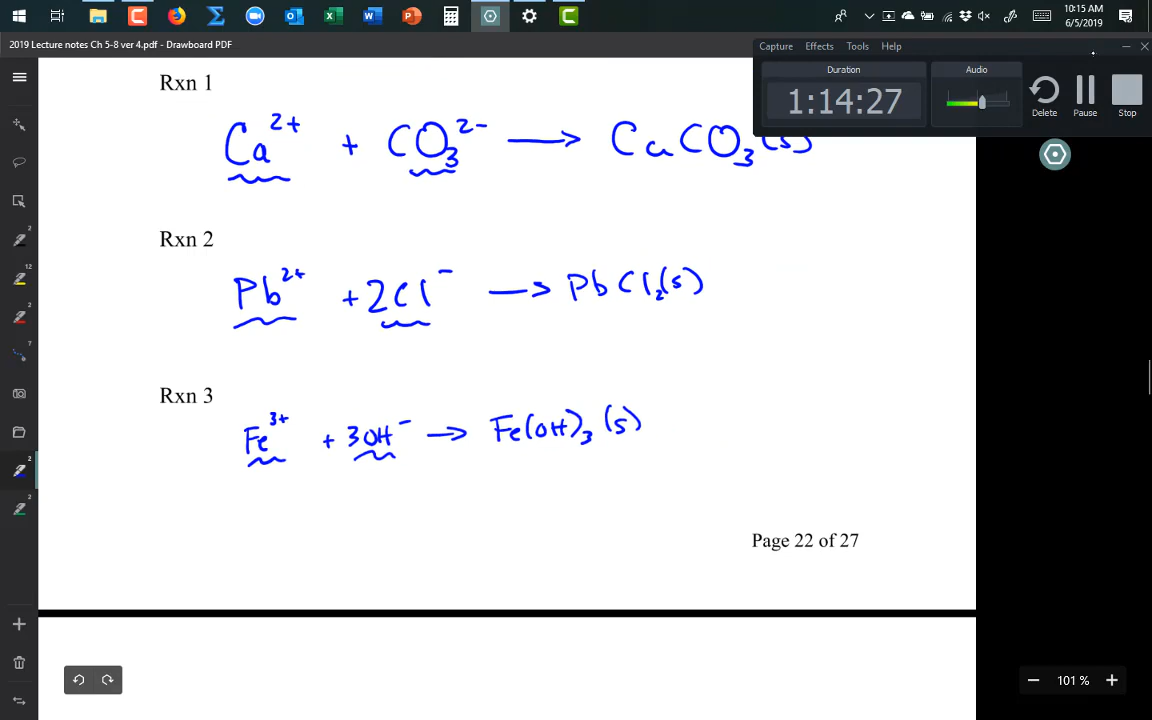 10:15 AM
6/5/2019
2019 Lecture notes Ch 5-8 ver 4.pdf - Drawboard PDF
Capture Effects Tools Help
Duration Audio
1:14:27
Delete Pause Stop
Rxn 1
Ca²⁺ + CO₃²⁻ → CaCO₃(s)
Rxn 2
Pb²⁺ + 2Cl⁻ → PbCl₂(s)
Rxn 3
Fe³⁺ + 3OH⁻ → Fe(OH)₃(s)
Page 22 of 27
101 %